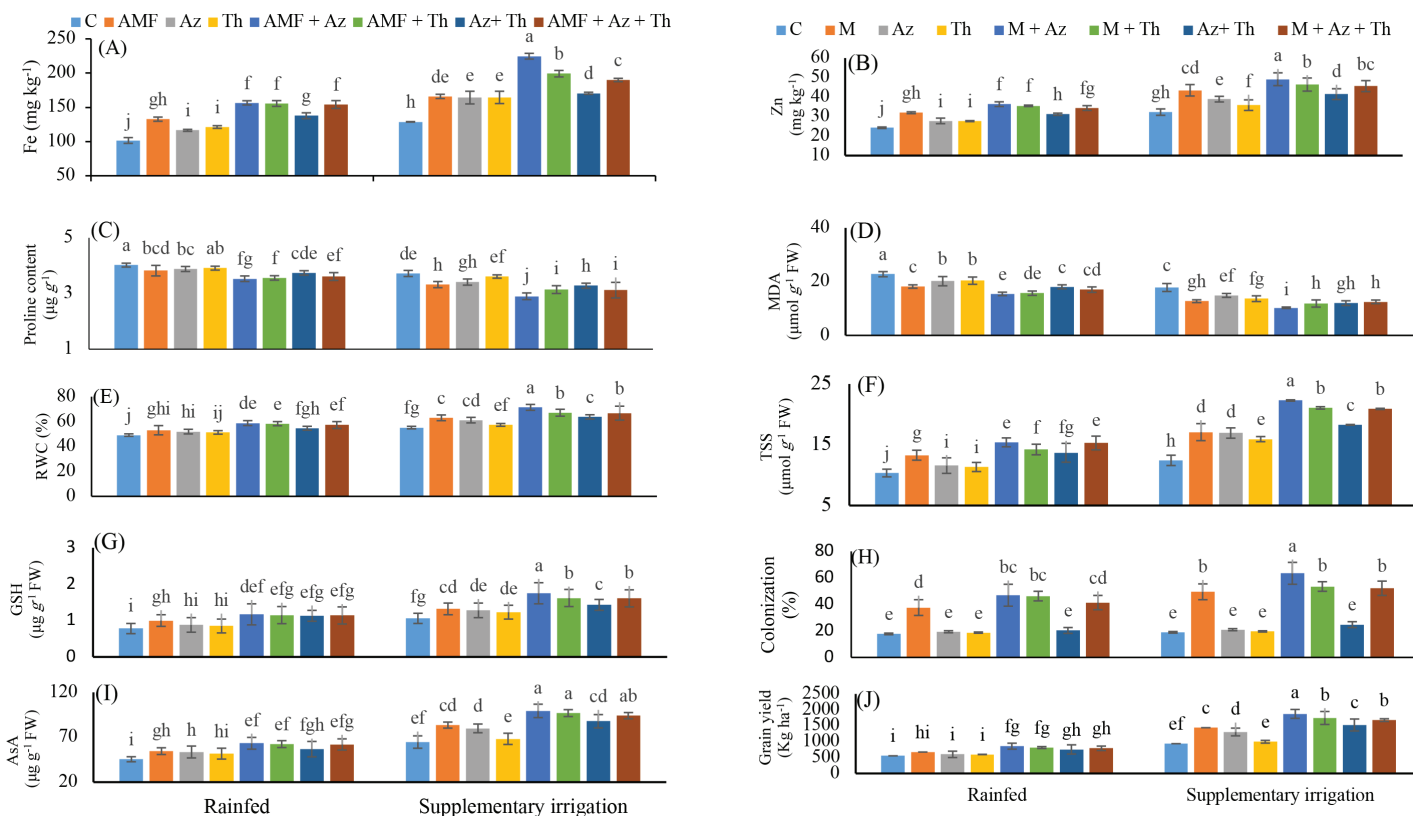 C AMF Az Th AMF + Az AMF + Th Az+ Th AMF + Az + Th
(A)
Fe (mg kg⁻¹)
250
200
150
100
50
j gh i i f f g f h de e e a b d c
C M Az Th M + Az M + Th Az+ Th M + Az + Th
(B)
Zn
(mg kg⁻¹)
60
50
40
30
20
10
j gh i i f f h fg gh cd e f a b d bc
(C)
Proline content
(µg g⁻¹)
5
3
1
a bcd bc ab fg f cde ef de h gh ef j i h i
(D)
MDA
(µmol g⁻¹ FW)
40
20
0
a c b b e de c cd c gh ef fg i h gh h
(E)
RWC (%)
80
60
40
20
0
j ghi hi ij de e fgh ef fg c cd ef a b c b
(F)
TSS
(µmol g⁻¹ FW)
25
15
5
j g i i e f fg e h d d e a b c b
(G)
GSH
(µg g⁻¹ FW)
3
2
1
0
i gh hi hi def efg efg efg fg cd de de a b c b
(H)
Colonization
(%)
80
60
40
20
0
e d e e bc bc e cd e b e e a b e b
(I)
AsA
(µg g⁻¹ FW)
120
70
20
hi gh h hi ef ef fgh efg ef cd d e a a cd ab
Rainfed Supplementary irrigation
(J)
Grain yield
(Kg ha⁻¹)
2500
2000
1500
1000
500
0
i hi i i fg fg gh gh ef c d e a b c b
Rainfed Supplementary irrigation